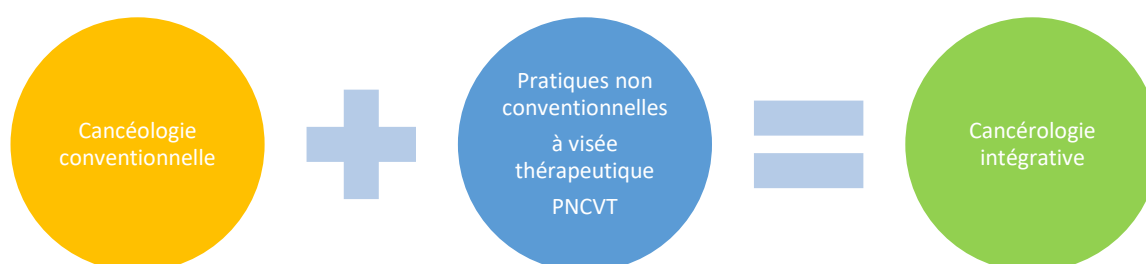 Cancéologie
conventionnelle
Pratiques non
conventionnelles
à visée
thérapeutique
PNCVT
Cancérologie
intégrative